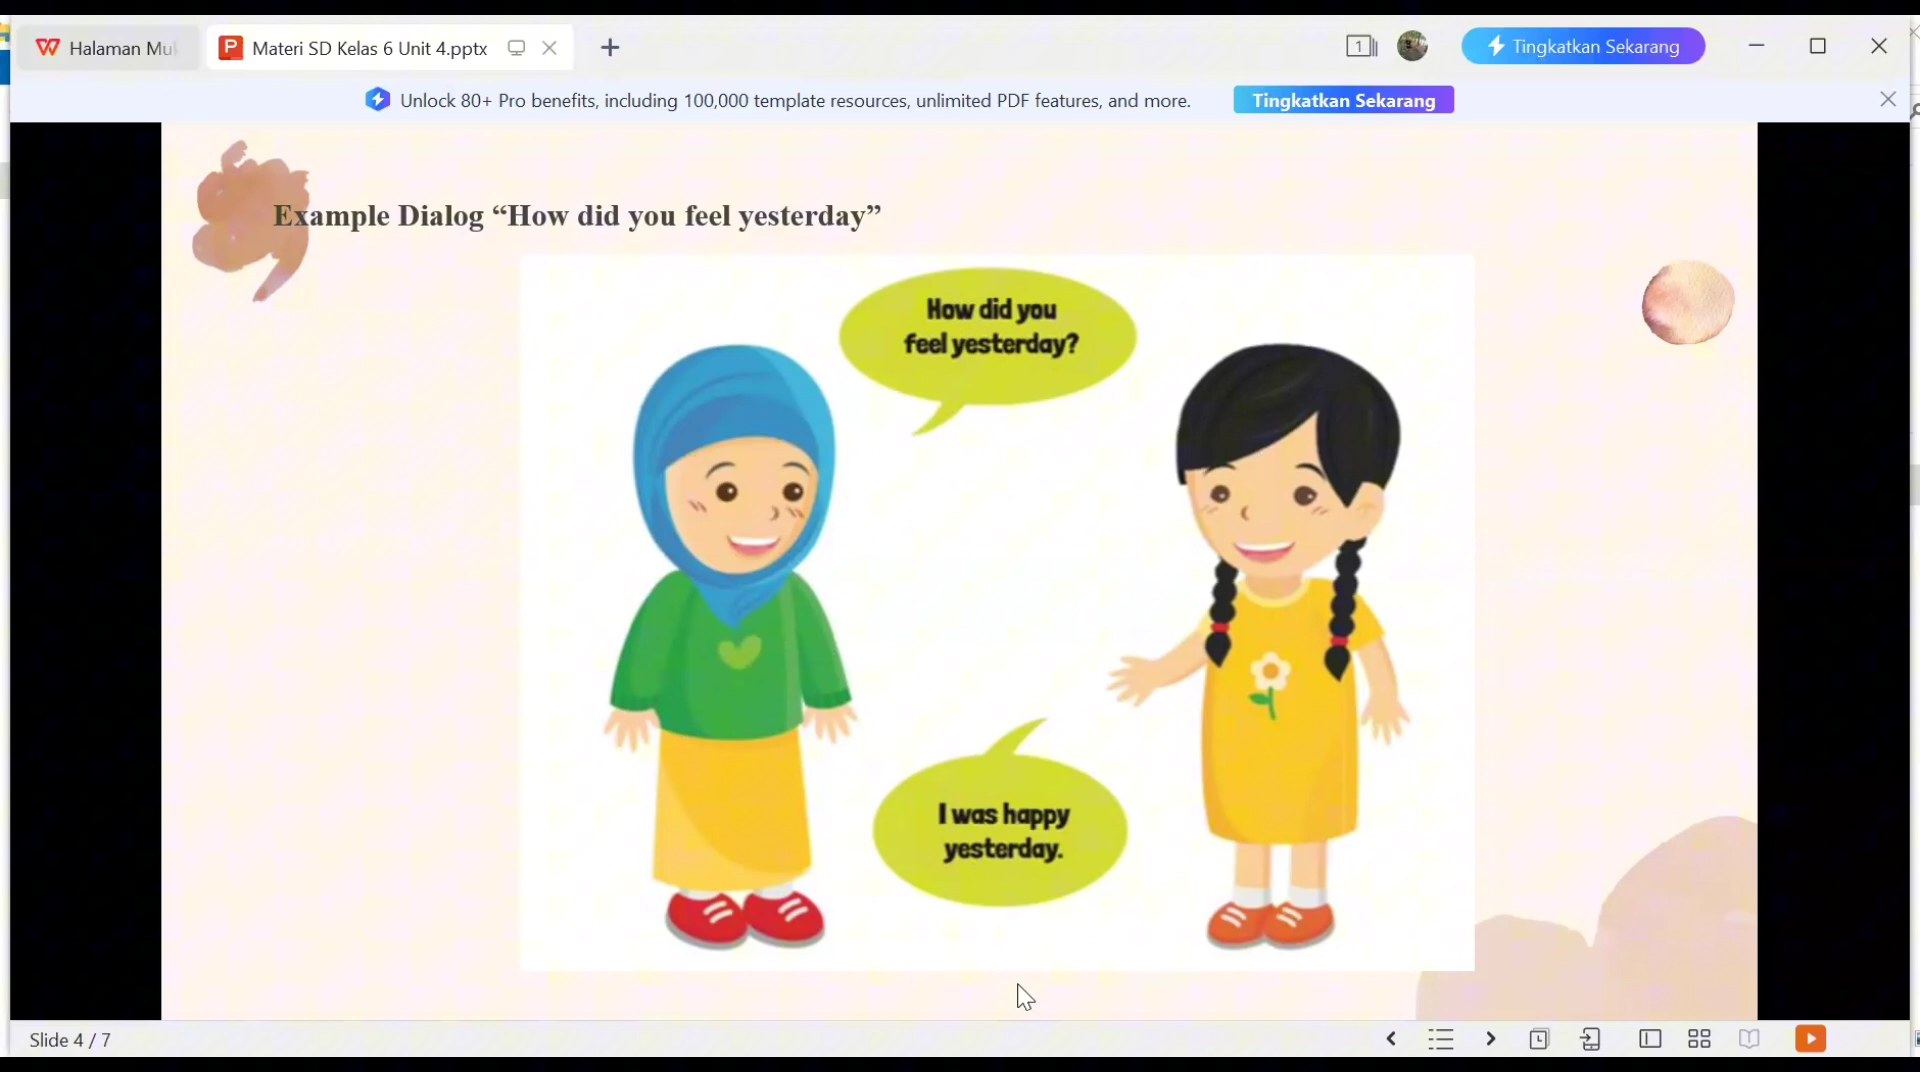 Halaman Mu
Materi SD Kelas 6 Unit 4.pptx
1
Tingkatkan Sekarang
Unlock 80+ Pro benefits, including 100,000 template resources, unlimited PDF features, and more.
Tingkatkan Sekarang
Example Dialog “How did you feel yesterday”
How did you
feel yesterday?
I was happy
yesterday.
Slide 4 / 7